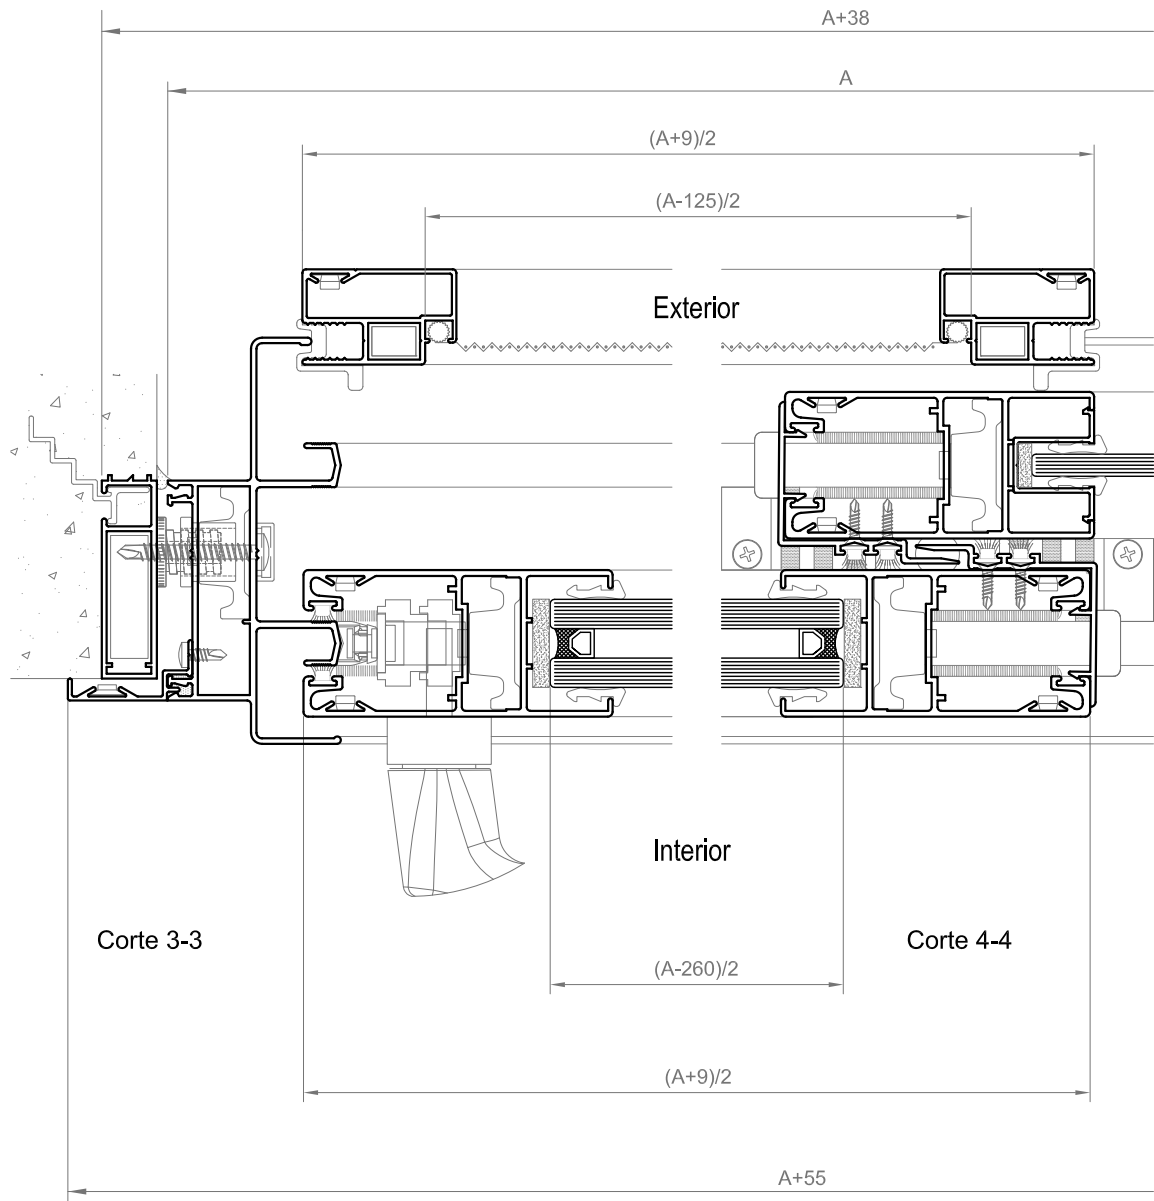 A+38
A
(A+9)/2
(A-125)/2
Exterior
Interior
Corte 3-3
Corte 4-4
(A-260)/2
(A+9)/2
A+55